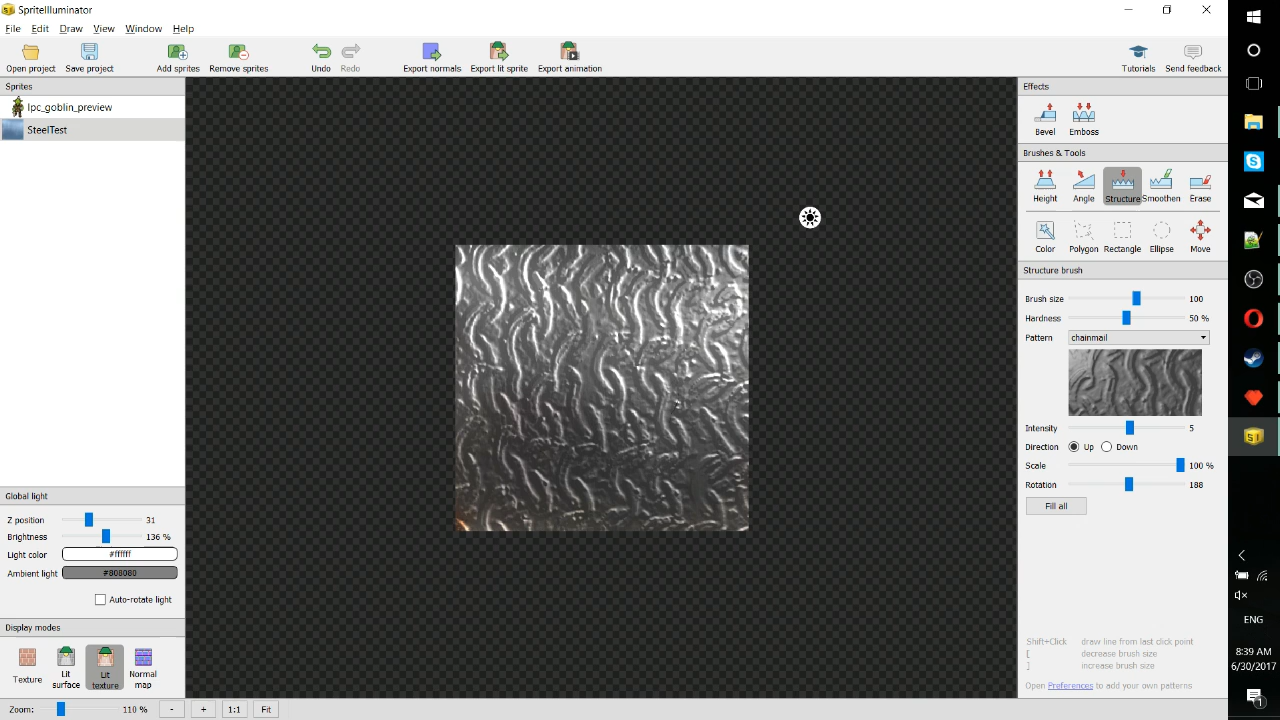 SpriteIlluminator
File Edit Draw View Window Help
Open project Save project Add sprites Remove sprites Undo Redo Export normals Export lit sprite Export animation Tutorials Send feedback
Sprites
lpc_goblin_preview
SteelTest
Global light
Z position 31
Brightness 136 %
Light color #ffffff
Ambient light #808080
Auto-rotate light
Display modes
Texture Lit surface Lit texture Normal map
Zoom: 110 % - + 1:1 Fit
Effects
Bevel Emboss
Brushes & Tools
Height Angle Structure Smoothen Erase
Color Polygon Rectangle Ellipse Move
Structure brush
Brush size 100
Hardness 50 %
Pattern chainmail
Intensity 5
Direction Up Down
Scale 100 %
Rotation 188
Fill all
Shift+Click draw line from last click point
[ decrease brush size
] increase brush size
Open Preferences to add your own patterns
S
SI
ENG
8:39 AM
6/30/2017
1